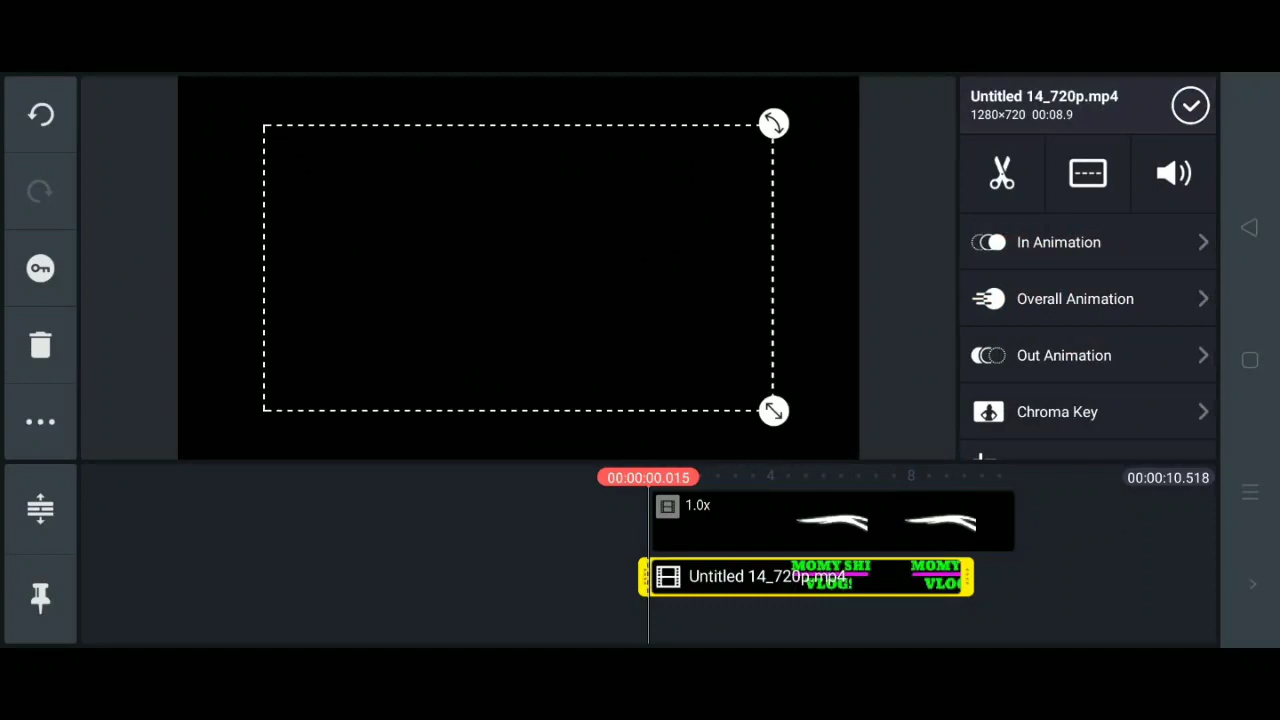 Untitled 14_720p.mp4
1280×720 00:08.9
In Animation
Overall Animation
Out Animation
Chroma Key
00:00:00.015
4
8
00:00:10.518
1.0x
Untitled 14_720p.mp4
MOMY SHI
VLOG!
MOMY